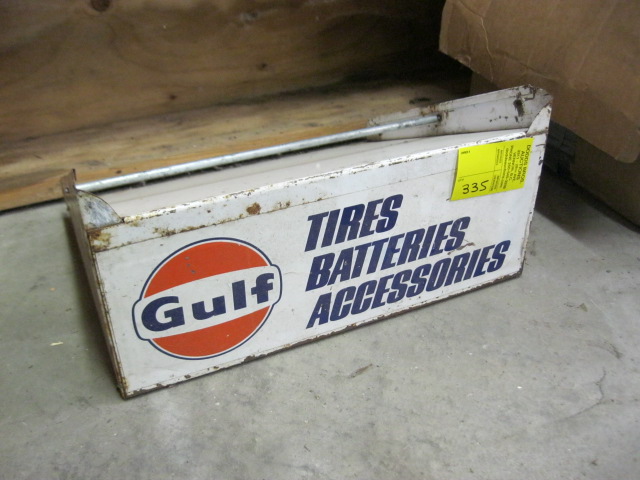 Gulf
TIRES
BATTERIES
ACCESSORIES
335